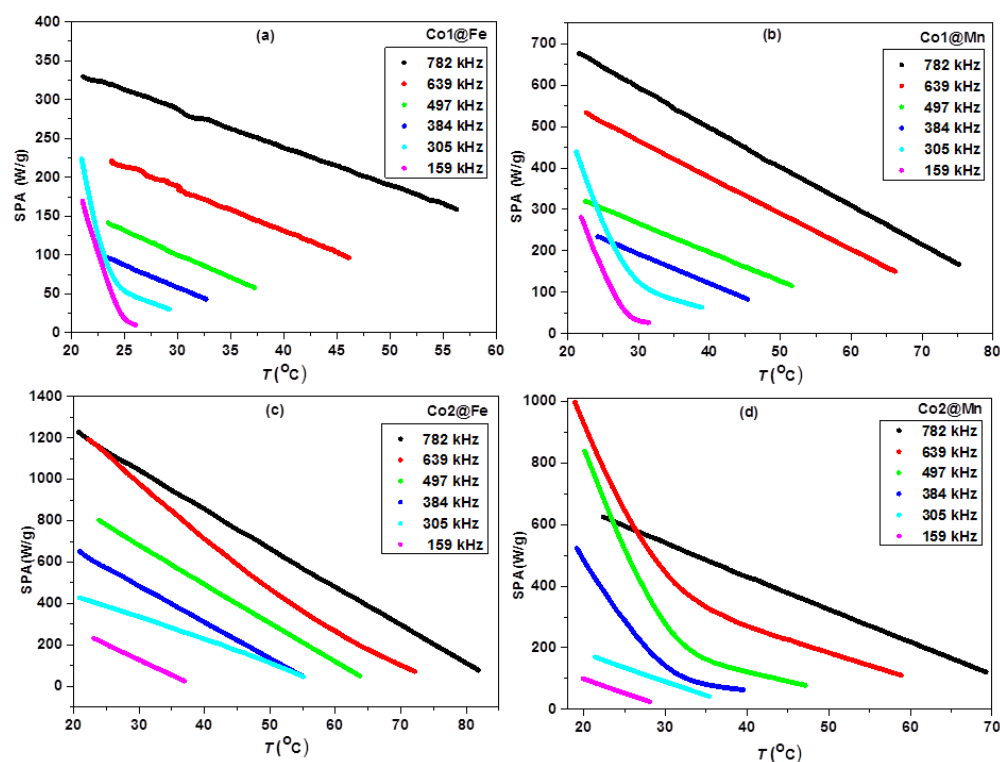 (a)
Co1@Fe
782 kHz
639 kHz
497 kHz
384 kHz
305 kHz
159 kHz
400
350
300
250
200
150
100
50
0
SPA (W/g)
20 25 30 35 40 45 50 55 60
T (°C)
(b)
Co1@Mn
782 kHz
639 kHz
497 kHz
384 kHz
305 kHz
159 kHz
700
600
500
400
300
200
100
0
SPA (W/g)
20 30 40 50 60 70 80
T (°C)
(c)
Co2@Fe
782 kHz
639 kHz
497 kHz
384 kHz
305 kHz
159 kHz
1400
1200
1000
800
600
400
200
0
SPA(W/g)
20 30 40 50 60 70 80
T (°C)
(d)
Co2@Mn
782 kHz
639 kHz
497 kHz
384 kHz
305 kHz
159 kHz
1000
800
600
400
200
0
SPA(W/g)
20 30 40 50 60 70
T (°C)